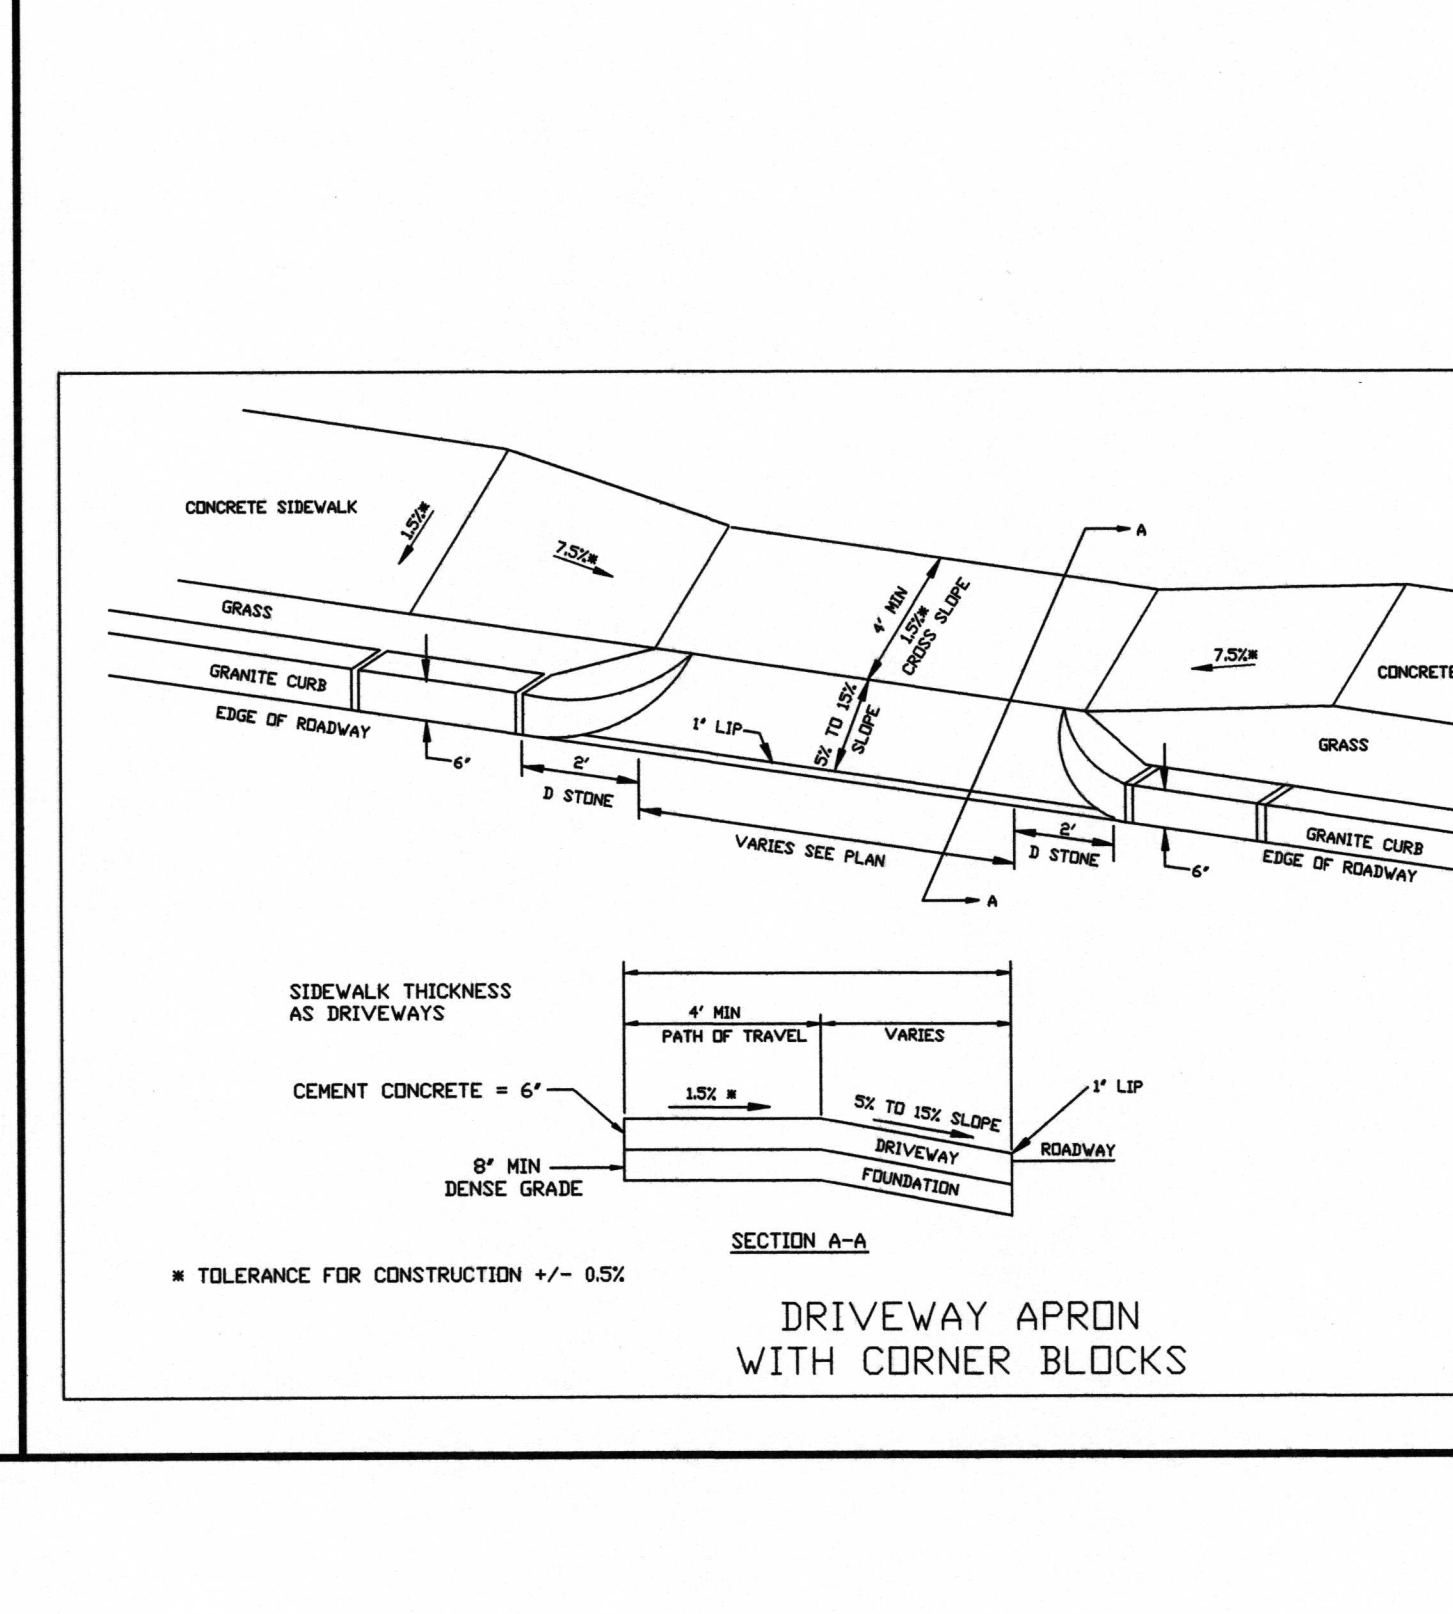 CONCRETE SIDEWALK
1.5%*
7.5%*
GRASS
GRANITE CURB
EDGE OF ROADWAY
6"
2'
D STONE
1" LIP
VARIES SEE PLAN
4' MIN
1.5%*
CROSS SLOPE
5% TO 15%
SLOPE
A
A
7.5%*
CONCRETE
GRASS
2'
D STONE
6"
GRANITE CURB
EDGE OF ROADWAY
SIDEWALK THICKNESS
AS DRIVEWAYS
4' MIN
PATH OF TRAVEL
VARIES
CEMENT CONCRETE = 6"
1.5% *
5% TO 15% SLOPE
1" LIP
DRIVEWAY
ROADWAY
8" MIN
DENSE GRADE
FOUNDATION
SECTION A-A
* TOLERANCE FOR CONSTRUCTION +/- 0.5%
DRIVEWAY APRON
WITH CORNER BLOCKS